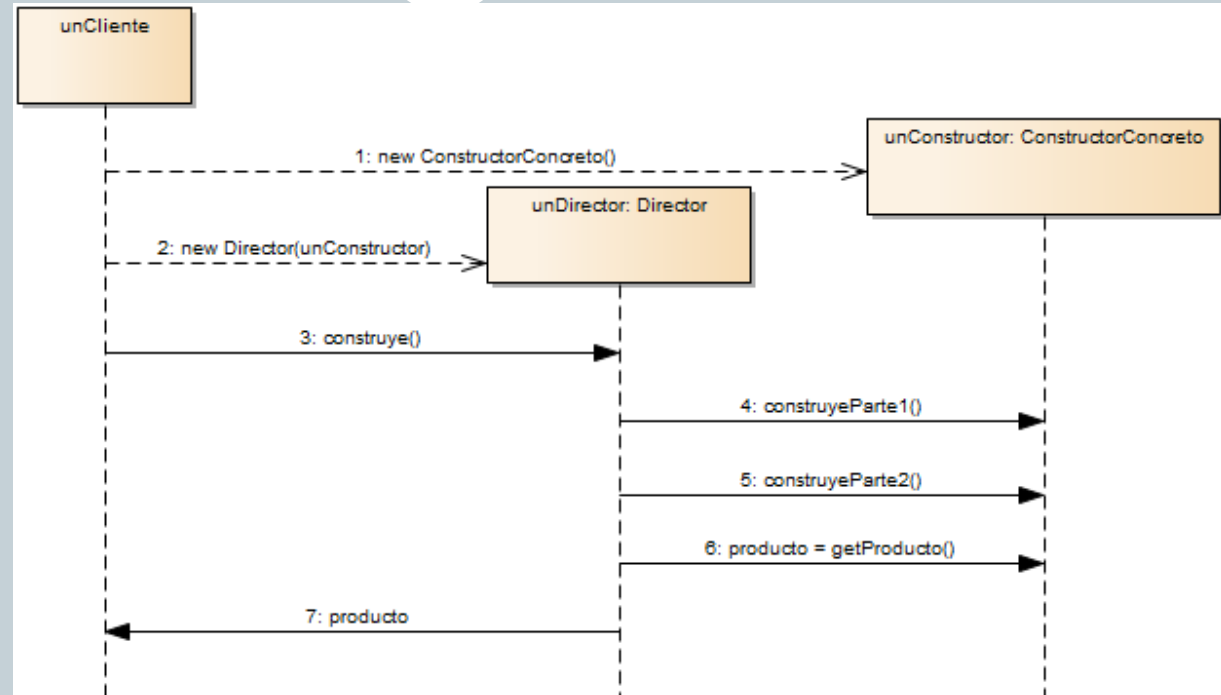 unCliente
unConstructor: ConstructorConcreto
1: new ConstructorConcreto()
unDirector: Director
2: new Director(unConstructor)
3: construye()
4: construyeParte1()
5: construyeParte2()
6: producto = getProducto()
7: producto